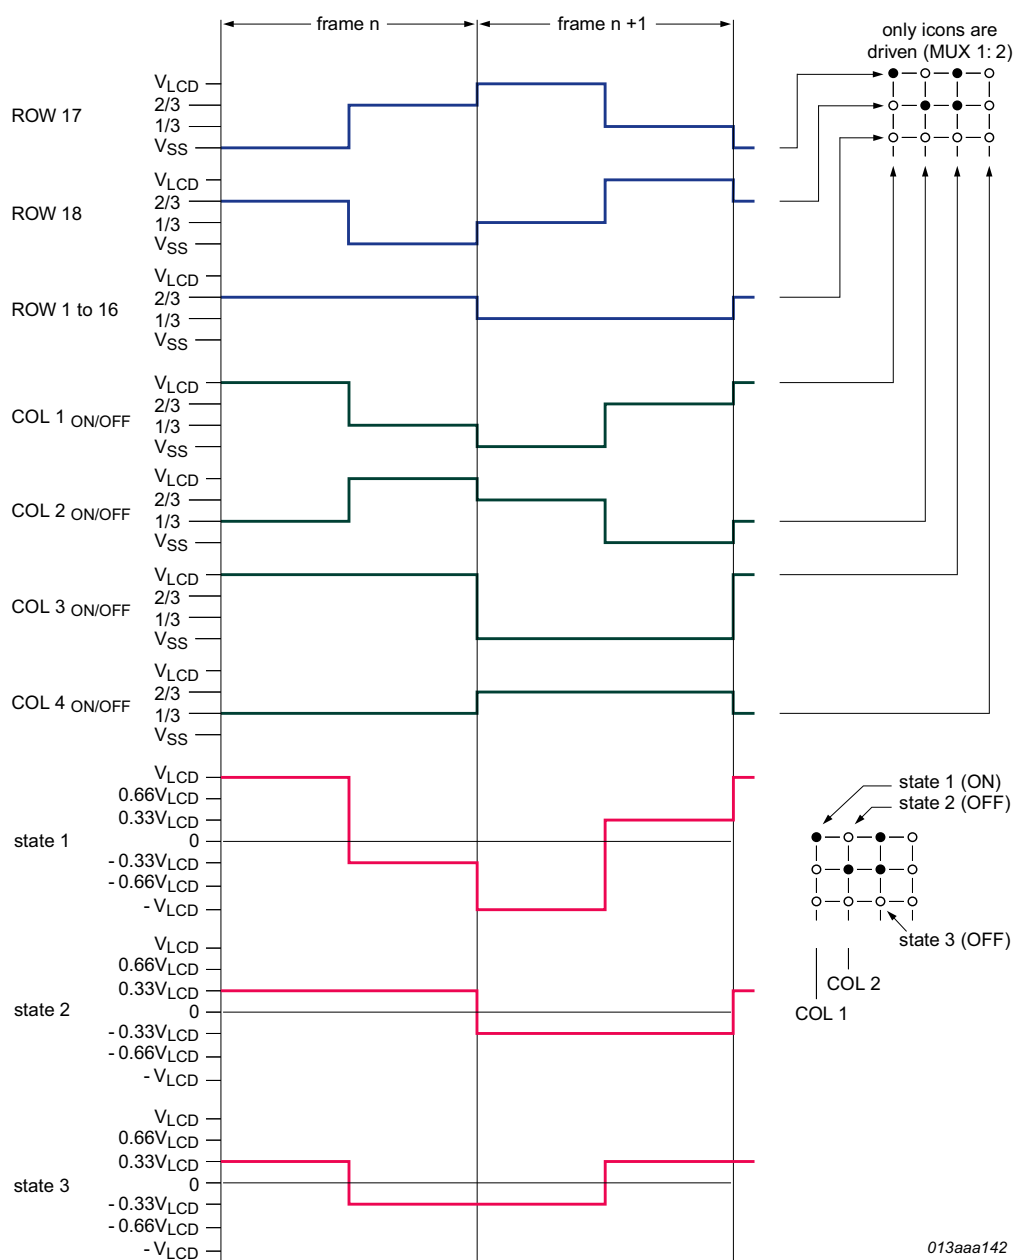 frame n
frame n +1
only icons are
driven (MUX 1: 2)
ROW 17
VLCD
2/3
1/3
VSS
ROW 18
VLCD
2/3
1/3
VSS
ROW 1 to 16
VLCD
2/3
1/3
VSS
COL 1 ON/OFF
VLCD
2/3
1/3
VSS
COL 2 ON/OFF
VLCD
2/3
1/3
VSS
COL 3 ON/OFF
VLCD
2/3
1/3
VSS
COL 4 ON/OFF
VLCD
2/3
1/3
VSS
state 1
VLCD
0.66VLCD
0.33VLCD
0
- 0.33VLCD
- 0.66VLCD
- VLCD
state 1 (ON)
state 2 (OFF)
state 3 (OFF)
COL 2
COL 1
state 2
VLCD
0.66VLCD
0.33VLCD
0
- 0.33VLCD
- 0.66VLCD
- VLCD
state 3
VLCD
0.66VLCD
0.33VLCD
0
- 0.33VLCD
- 0.66VLCD
- VLCD
013aaa142